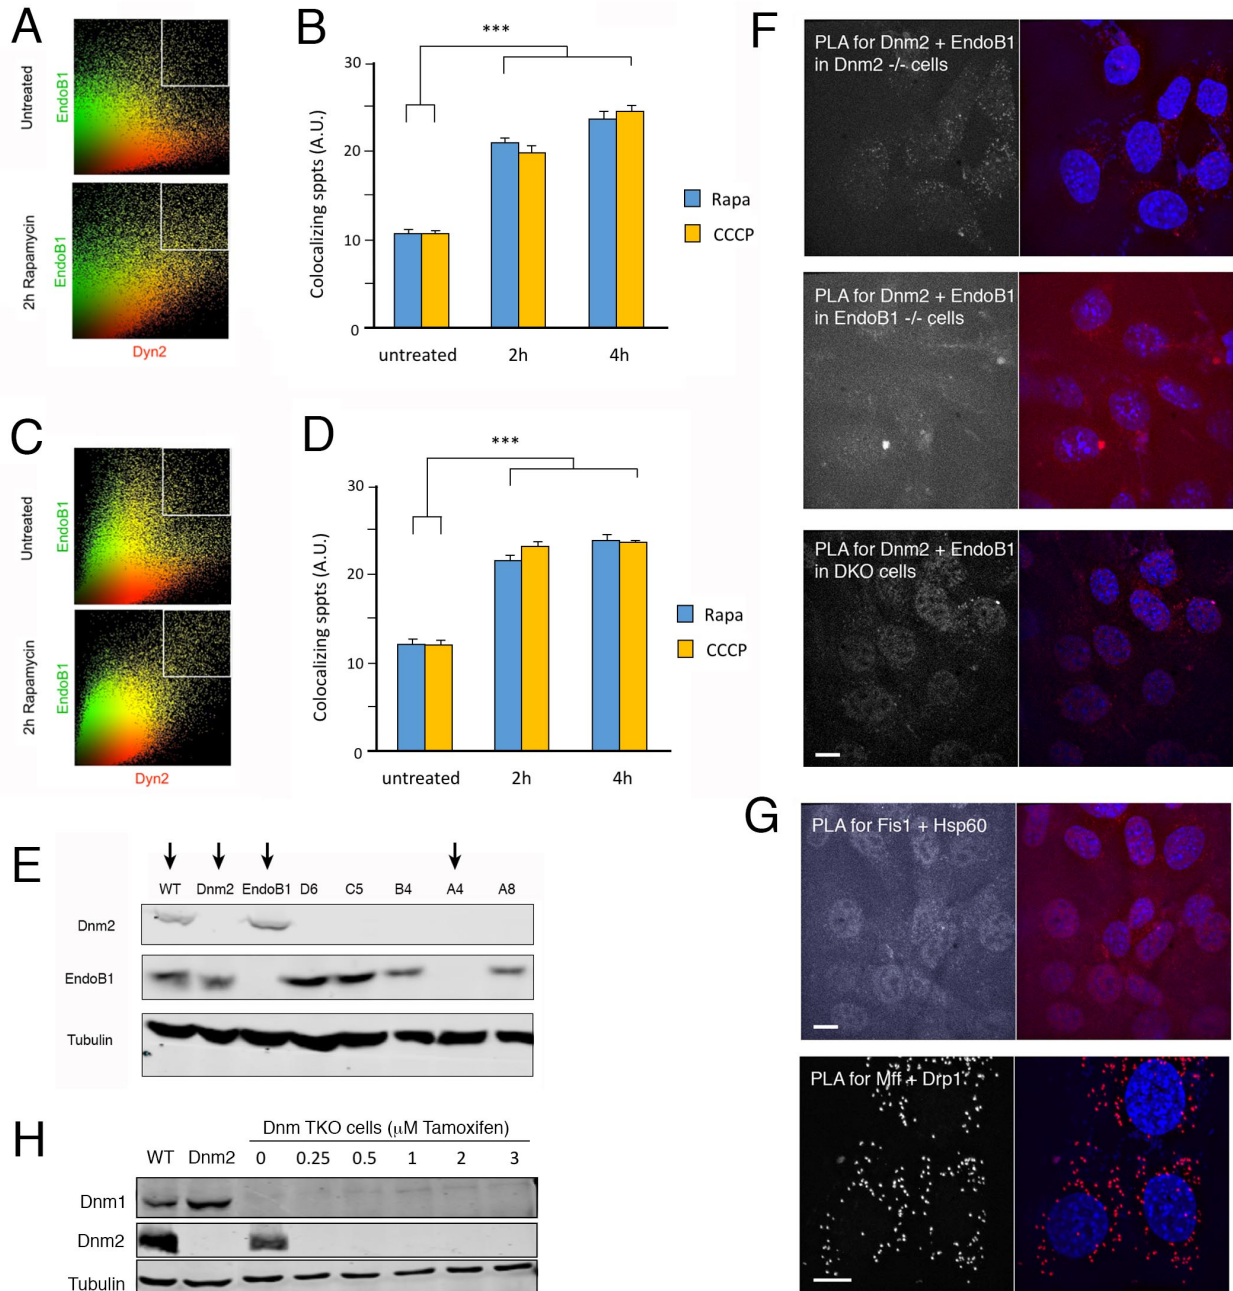 A
Untreated
EndoB1
2h Rapamycin
EndoB1
Dyn2
B
***
Colocalizing sppts (A.U.)
30
20
10
0
untreated
2h
4h
Rapa
CCCP
C
Untreated
EndoB1
2h Rapamycin
EndoB1
Dyn2
D
***
Colocalizing sppts (A.U.)
30
20
10
0
untreated
2h
4h
Rapa
CCCP
E
WT Dnm2 EndoB1 D6 C5 B4 A4 A8
Dnm2
EndoB1
Tubulin
F
PLA for Dnm2 + EndoB1
in Dnm2 -/- cells
PLA for Dnm2 + EndoB1
in EndoB1 -/- cells
PLA for Dnm2 + EndoB1
in DKO cells
G
PLA for Fis1 + Hsp60
PLA for Mff + Drp1
H
Dnm TKO cells (μM Tamoxifen)
WT Dnm2 0 0.25 0.5 1 2 3
Dnm1
Dnm2
Tubulin